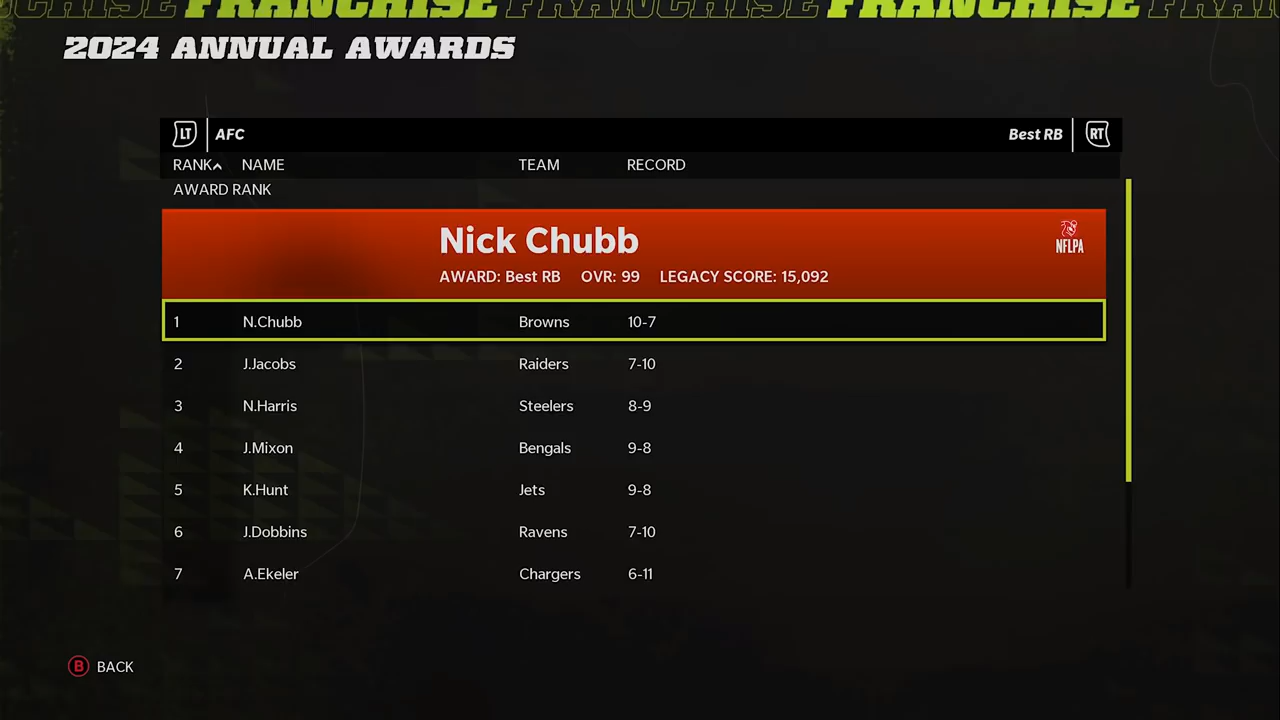 CHISE FRANCHISE FRANCHISE FRANCHISE FRAN
2024 ANNUAL AWARDS
LT AFC Best RB RT
RANK NAME TEAM RECORD
AWARD RANK
Nick Chubb
NFLPA
AWARD: Best RB OVR: 99 LEGACY SCORE: 15,092
1 N.Chubb Browns 10-7
2 J.Jacobs Raiders 7-10
3 N.Harris Steelers 8-9
4 J.Mixon Bengals 9-8
5 K.Hunt Jets 9-8
6 J.Dobbins Ravens 7-10
7 A.Ekeler Chargers 6-11
B BACK